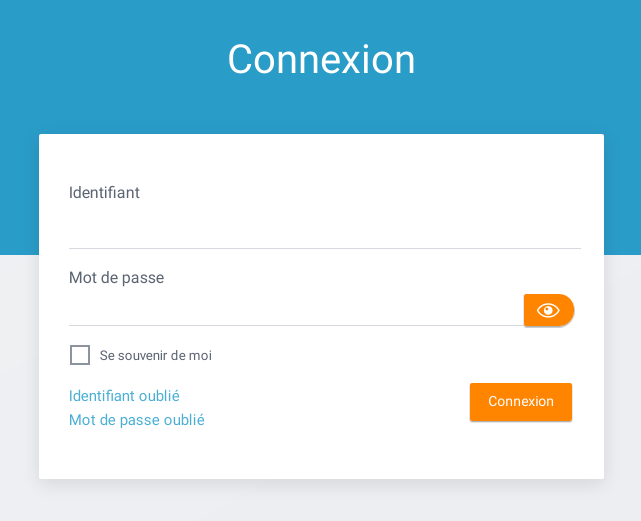 Connexion
Identifiant
Mot de passe
Se souvenir de moi
Identifiant oublié
Mot de passe oublié
Connexion